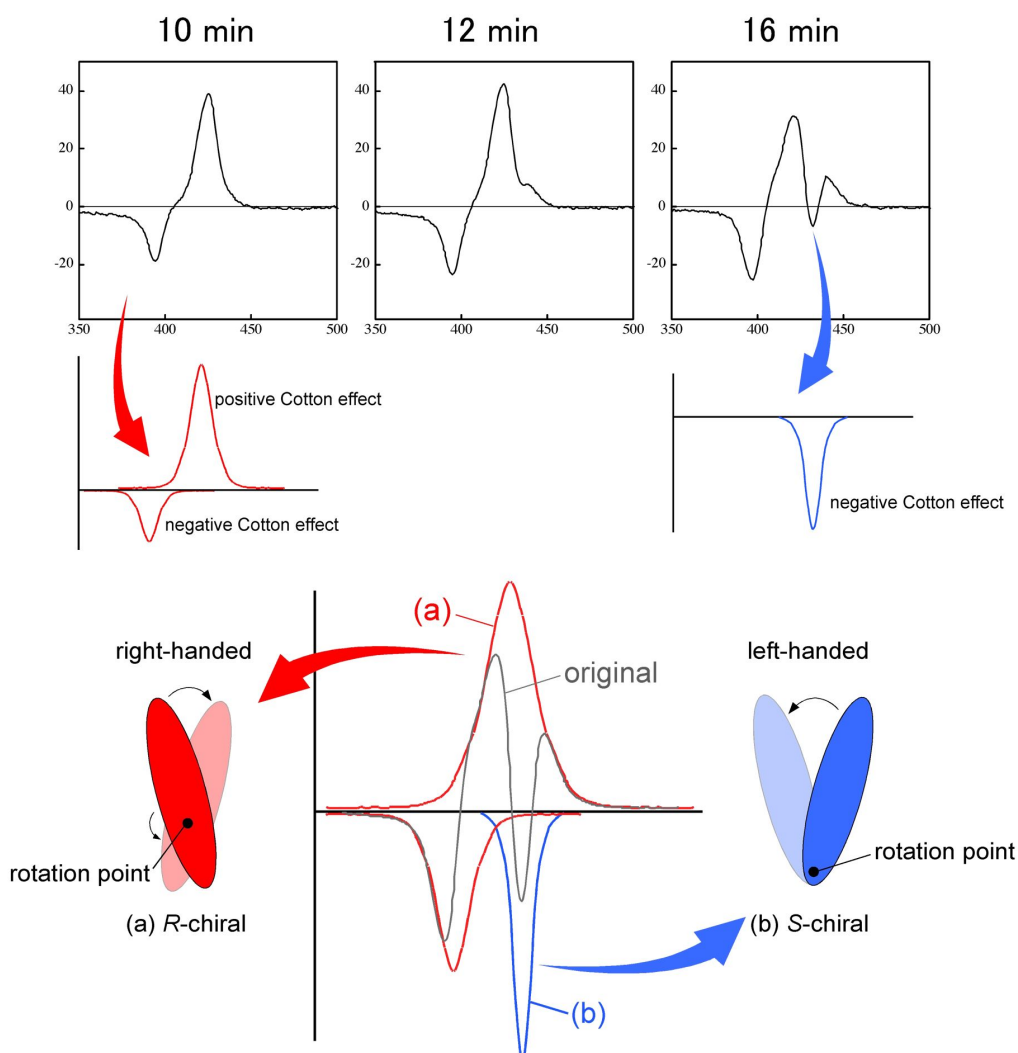 10 min
12 min
16 min
40
20
0
-20
350
400
450
500
40
20
0
-20
350
400
450
500
40
20
0
-20
350
400
450
500
positive Cotton effect
negative Cotton effect
negative Cotton effect
(a)
right-handed
original
left-handed
rotation point
rotation point
(a) R-chiral
(b) S-chiral
(b)